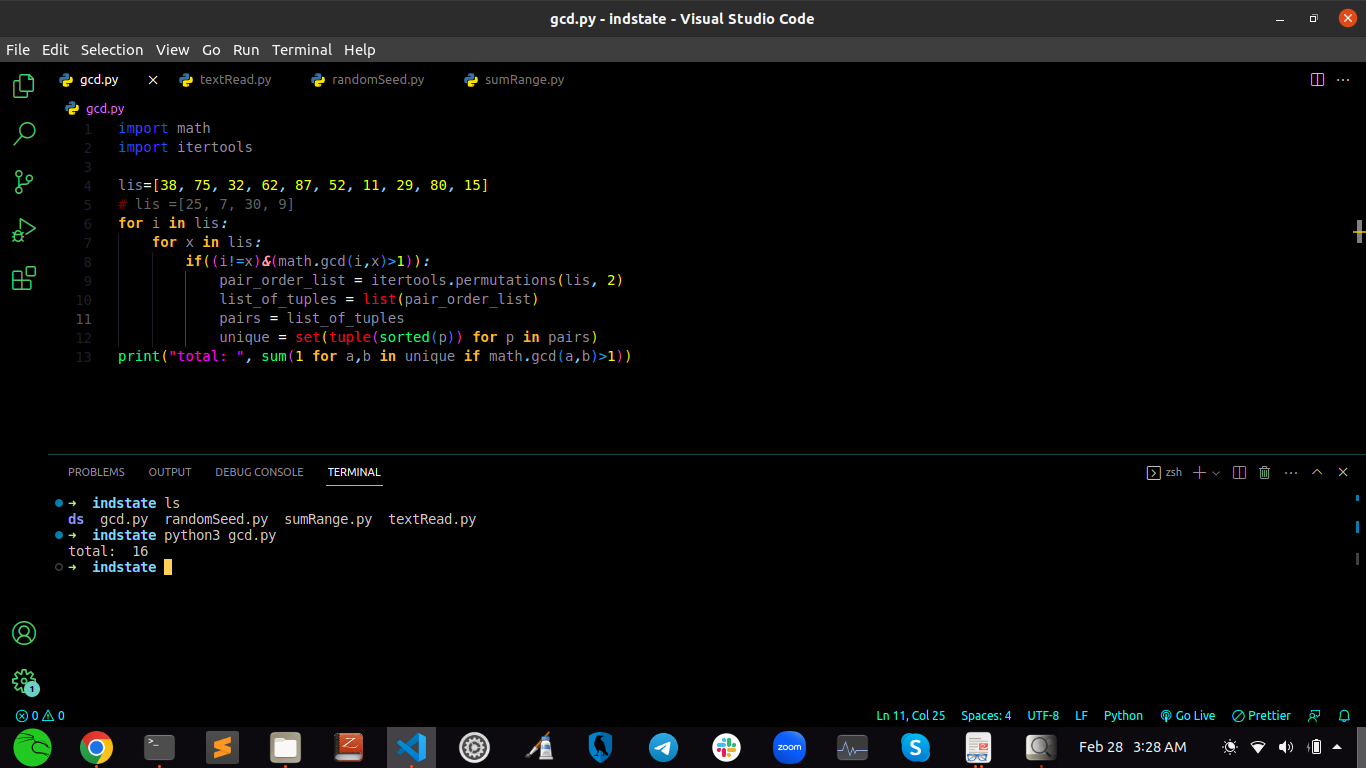 gcd.py - indstate - Visual Studio Code
File Edit Selection View Go Run Terminal Help
gcd.py textRead.py randomSeed.py sumRange.py
gcd.py
1 import math
2 import itertools
3
4 lis=[38, 75, 32, 62, 87, 52, 11, 29, 80, 15]
5 # lis =[25, 7, 30, 9]
6 for i in lis:
7     for x in lis:
8         if((i!=x)&(math.gcd(i,x)>1)):
9             pair_order_list = itertools.permutations(lis, 2)
10             list_of_tuples = list(pair_order_list)
11             pairs = list_of_tuples
12             unique = set(tuple(sorted(p)) for p in pairs)
13 print("total: ", sum(1 for a,b in unique if math.gcd(a,b)>1))
PROBLEMS OUTPUT DEBUG CONSOLE TERMINAL zsh
➜ indstate ls
ds gcd.py randomSeed.py sumRange.py textRead.py
➜ indstate python3 gcd.py
total:  16
➜ indstate
1
0 0 Ln 11, Col 25 Spaces: 4 UTF-8 LF Python Go Live Prettier
zoom Feb 28 3:28 AM